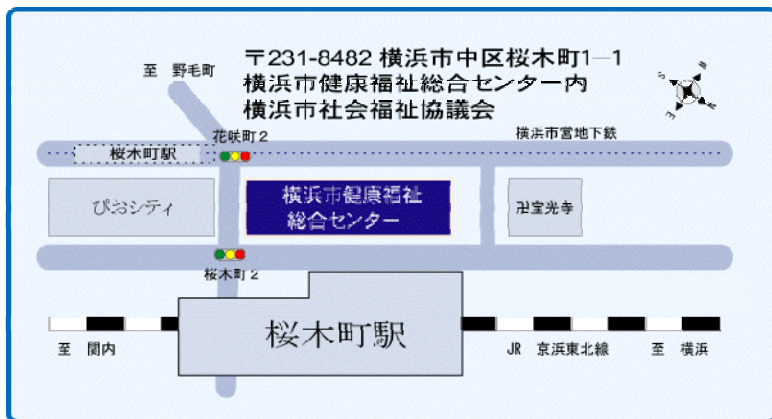 〒231-8482 横浜市中区桜木町1-1
横浜市健康福祉総合センター内
横浜市社会福祉協議会
至 野毛町
花咲町2
横浜市営地下鉄
桜木町駅
ぴおシティ
横浜市健康福祉
総合センター
卍宝光寺
桜木町2
桜木町駅
至 関内
JR 京浜東北線 至 横浜
S
W
E
N